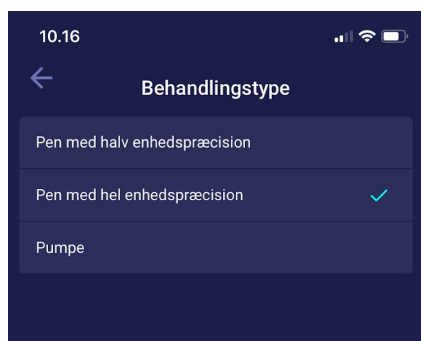 10.16
Behandlingstype
Pen med halv enhedspræcision
Pen med hel enhedspræcision
Pumpe